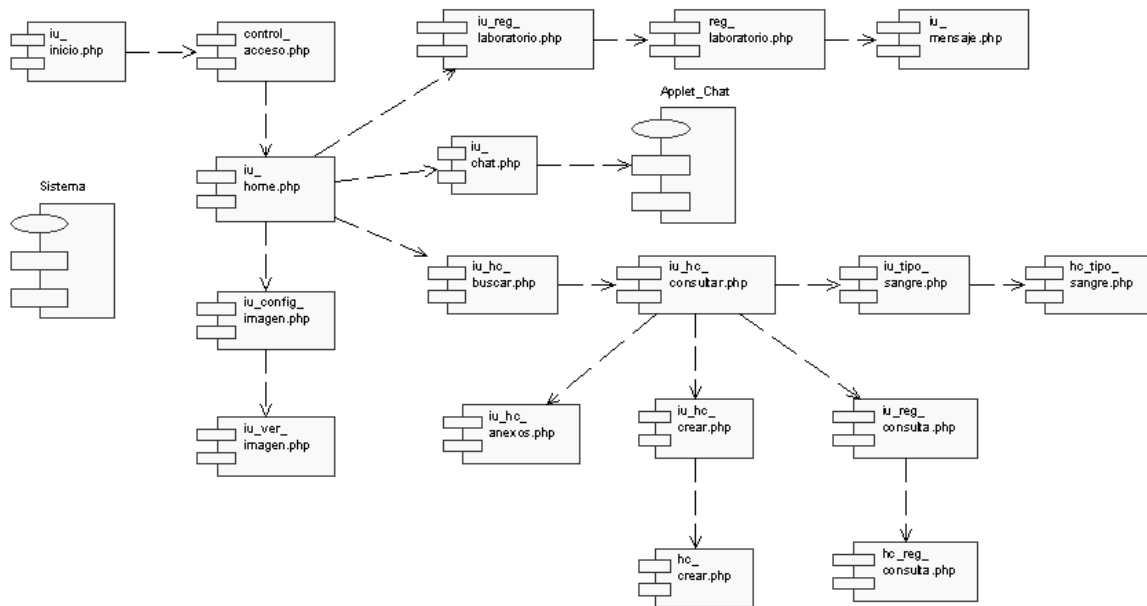 iu_
inicio.php
control_
acceso.php
iu_reg_
laboratorio.php
reg_
laboratorio.php
iu_
mensaje.php
Applet_Chat
iu_
chat.php
iu_
home.php
Sistema
iu_hc_
buscar.php
iu_hc_
consultar.php
iu_tipo_
sangre.php
hc_tipo_
sangre.php
iu_config_
imagen.php
iu_hc_
anexos.php
iu_hc_
crear.php
iu_reg_
consulta.php
iu_ver_
imagen.php
hc_
crear.php
hc_reg_
consulta.php